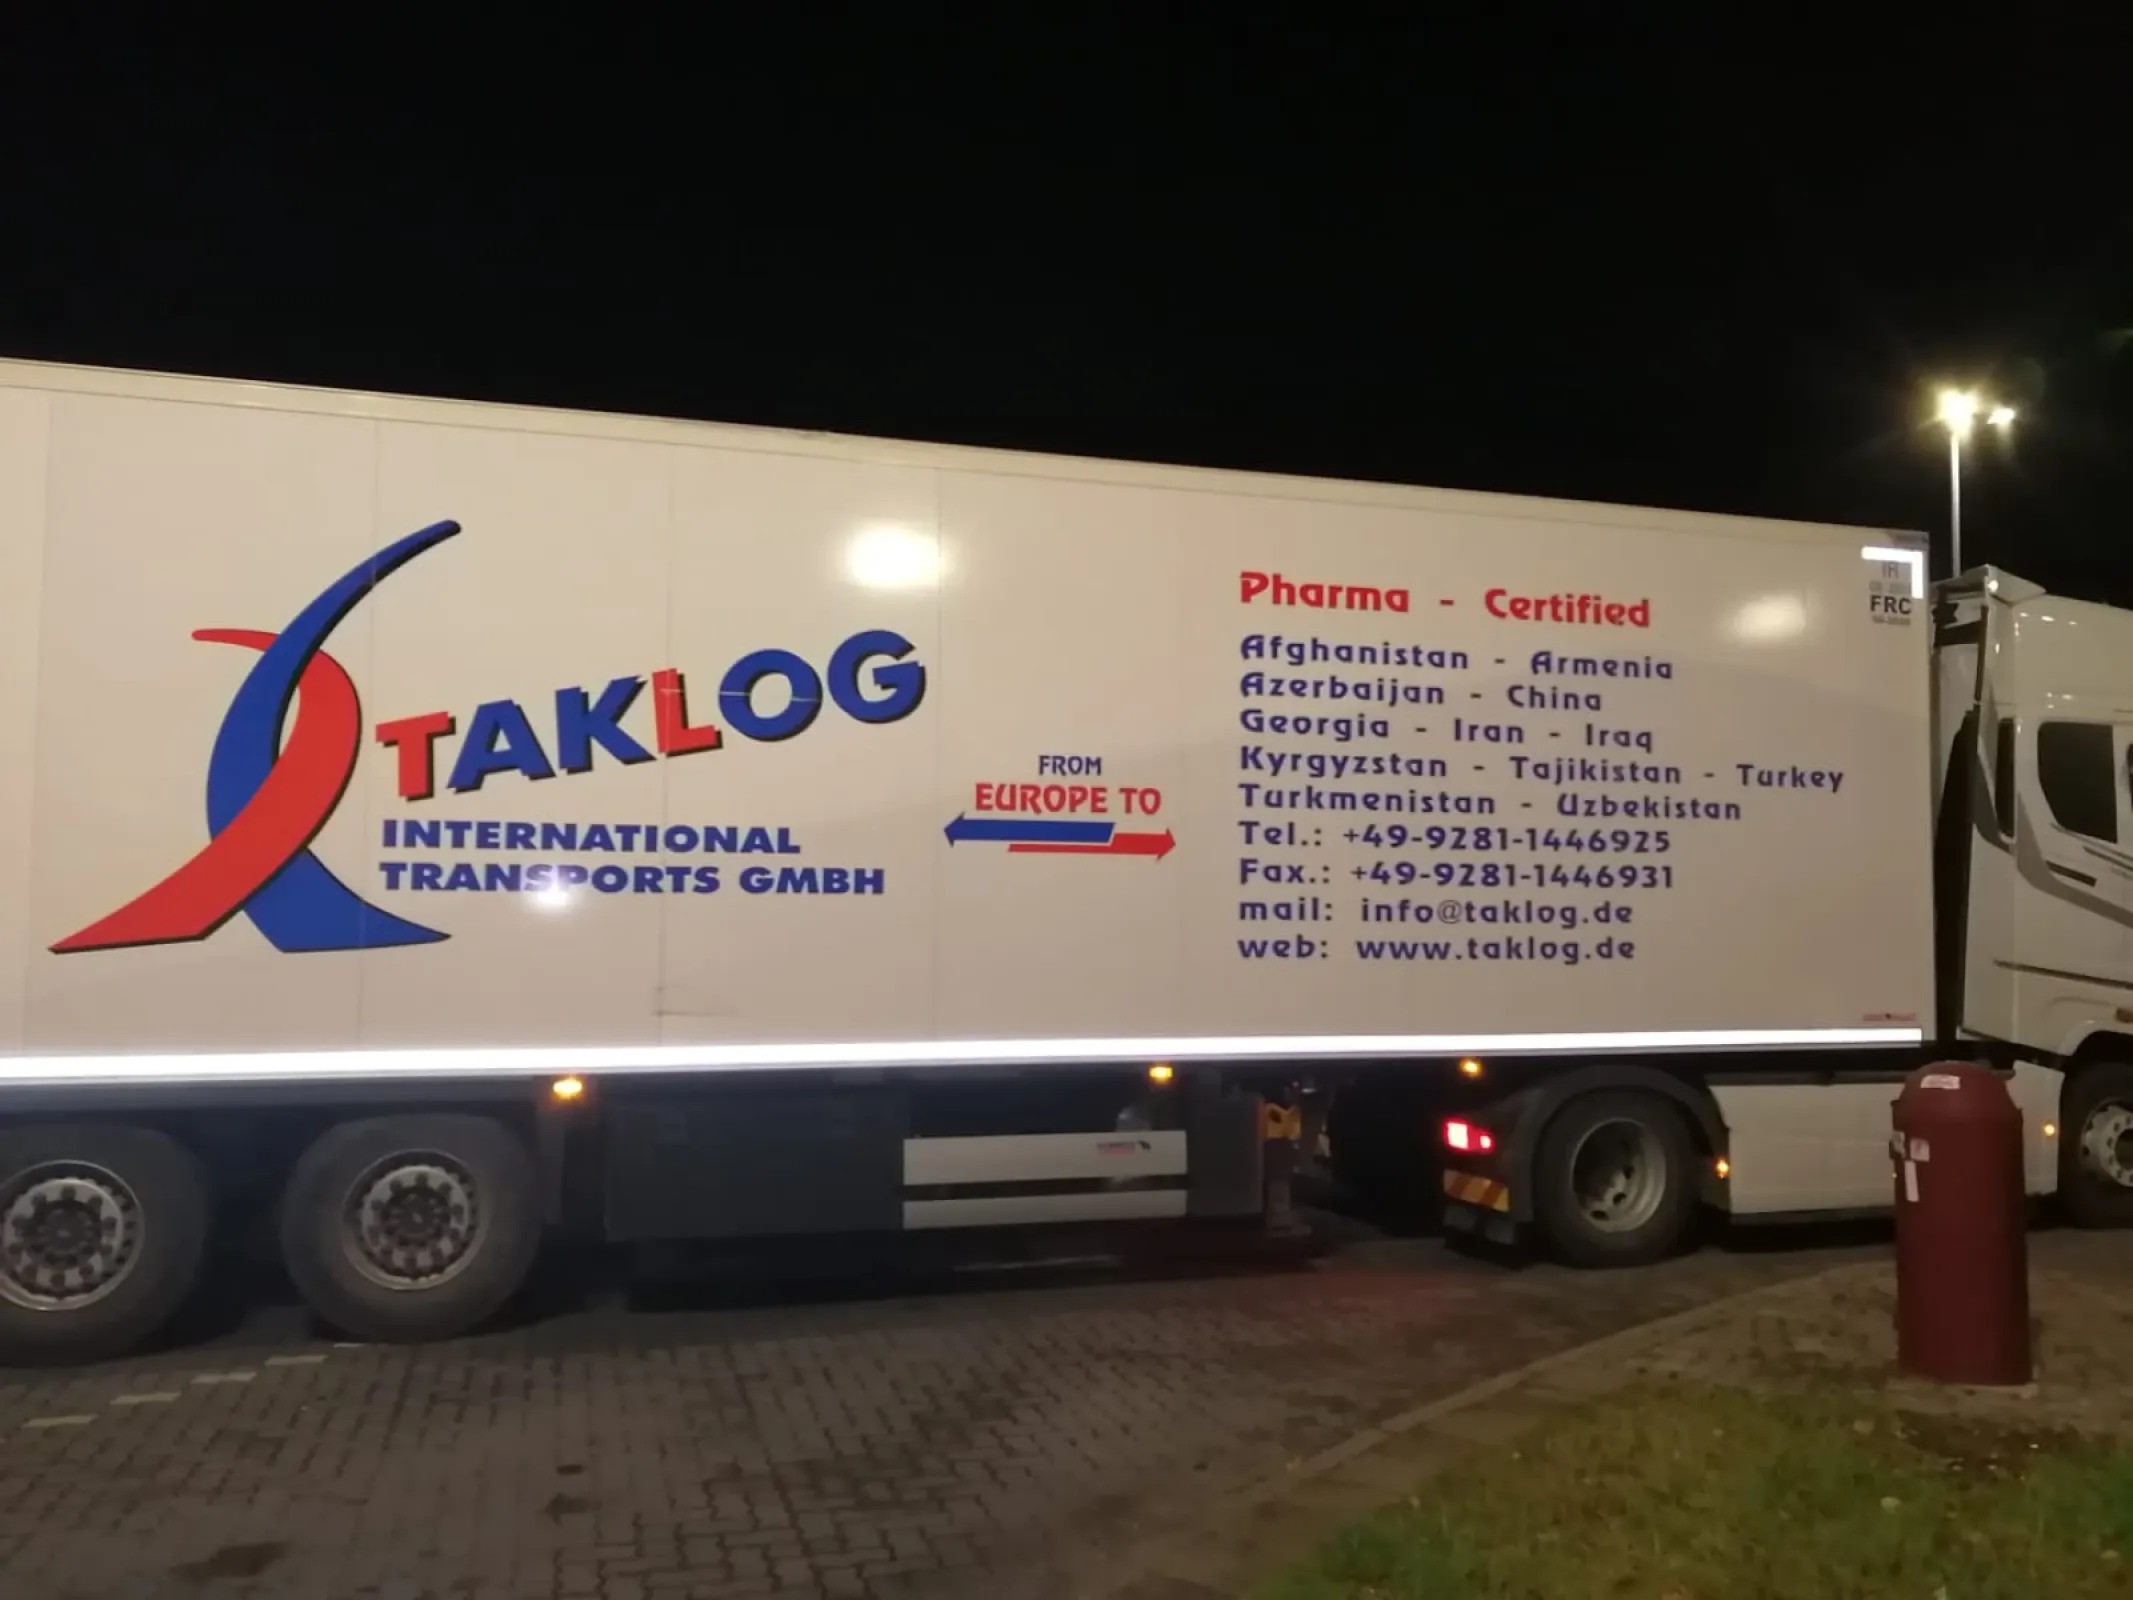 TAKLOG
INTERNATIONAL
TRANSPORTS GMBH
FROM
EUROPE TO
Pharma - Certified
Afghanistan - Armenia
Azerbaijan - China
Georgia - Iran - Iraq
Kyrgyzstan - Tajikistan - Turkey
Turkmenistan - Uzbekistan
Tel.: +49-9281-1446925
Fax.: +49-9281-1446931
mail: info@taklog.de
web: www.taklog.de
FRC